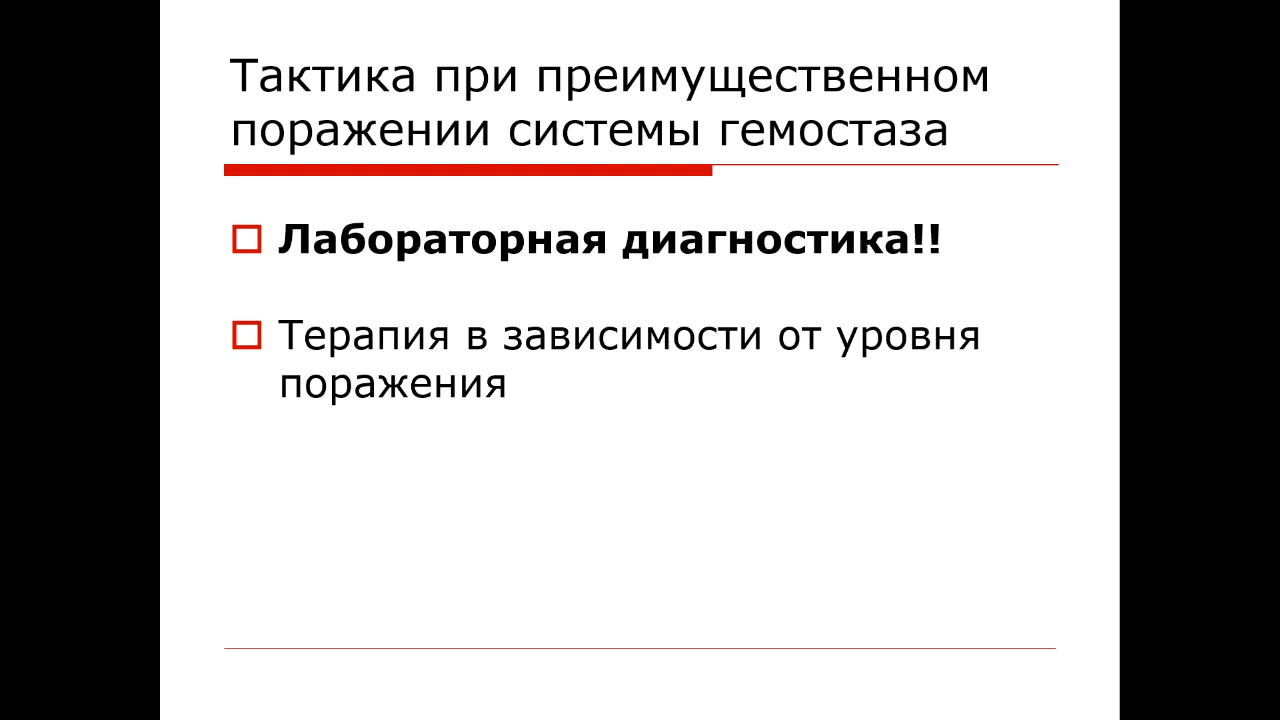 Тактика при преимущественном
поражении системы гемостаза
Лабораторная диагностика!!
Терапия в зависимости от уровня
поражения